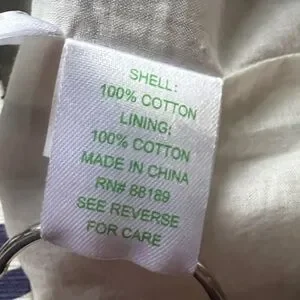 SHELL:
100% COTTON
LINING:
100% COTTON
MADE IN CHINA
RN# 88189
SEE REVERSE
FOR CARE